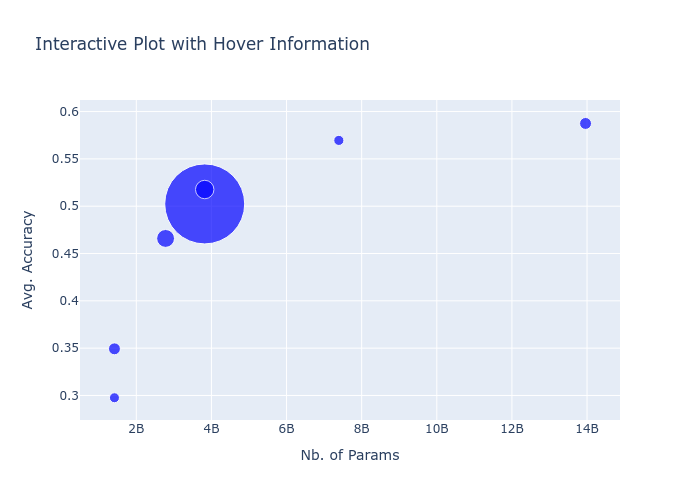 Interactive Plot with Hover Information
0.6
0.55
0.5
0.45
0.4
0.35
0.3
Avg. Accuracy
2B 4B 6B 8B 10B 12B 14B
Nb. of Params